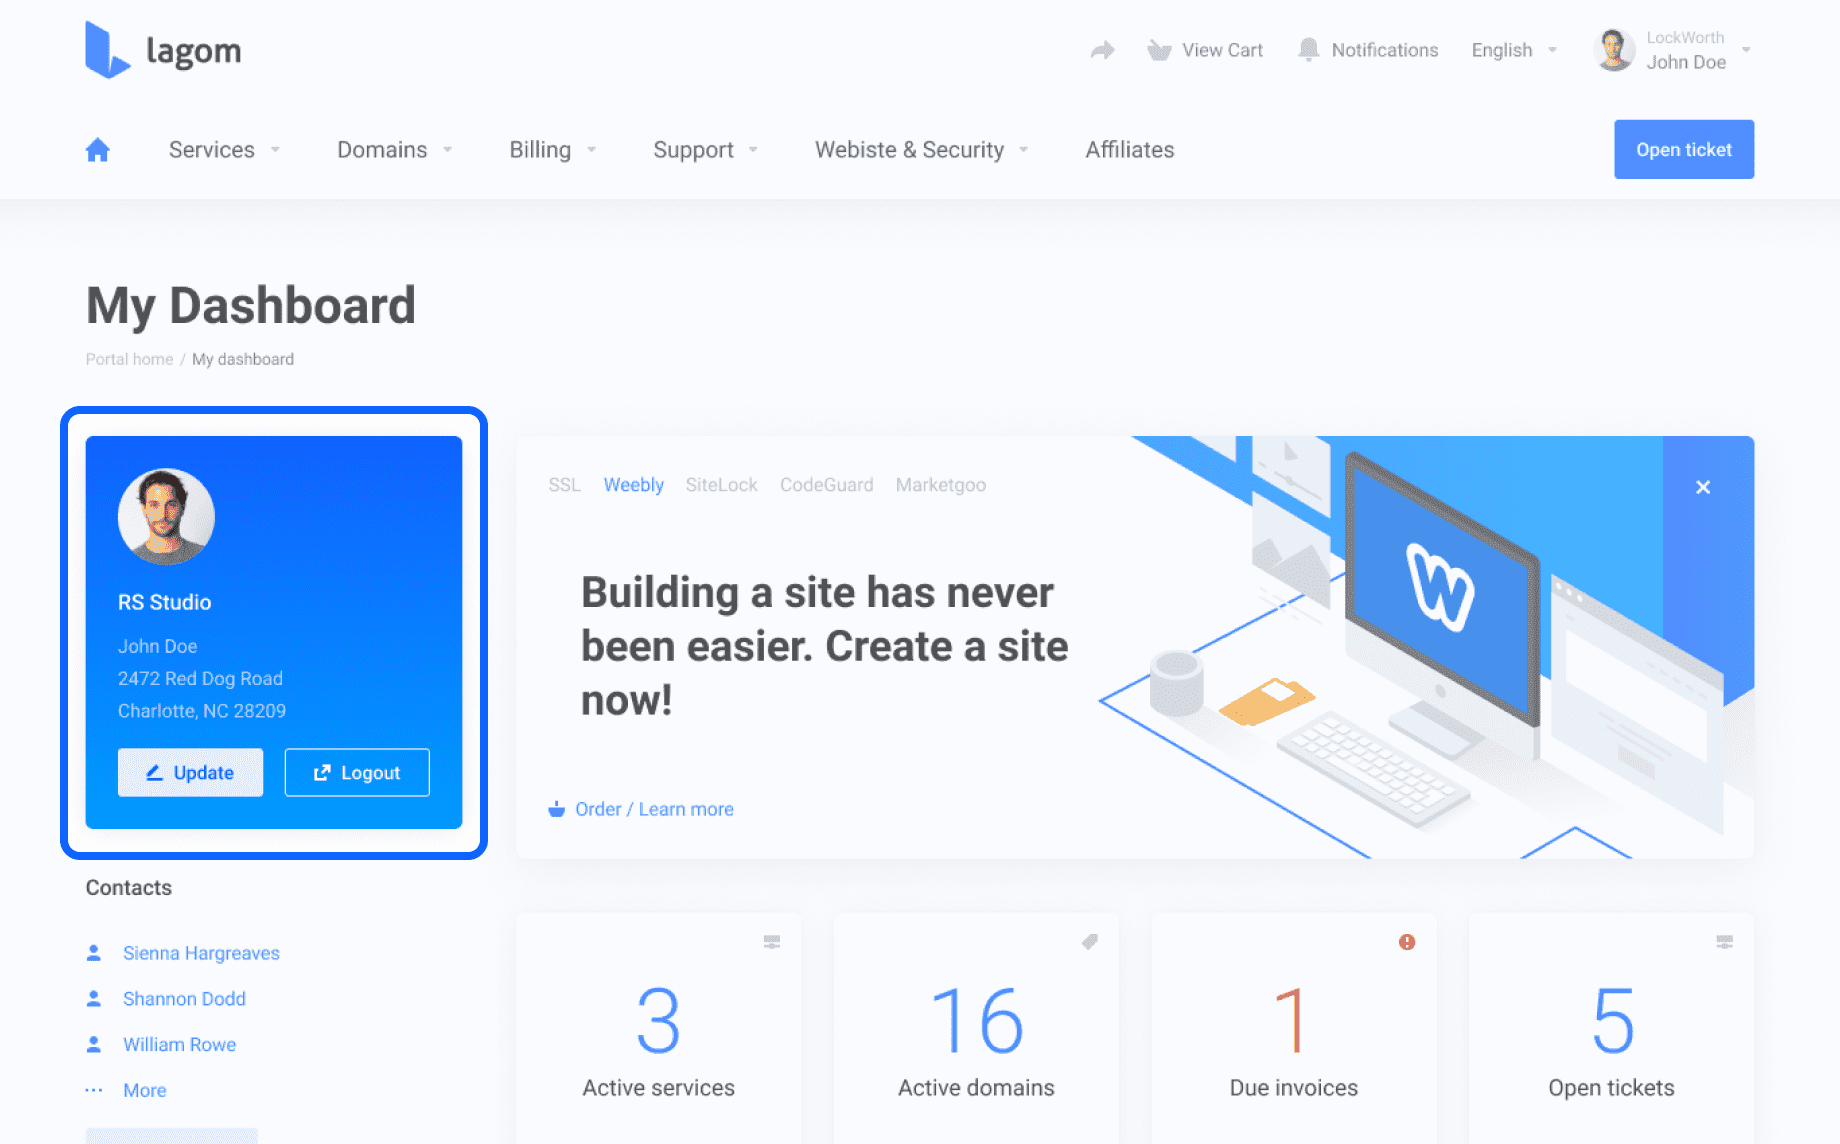 lagom
View Cart
Notifications
English
LockWorth
John Doe
Services
Domains
Billing
Support
Webiste & Security
Affiliates
Open ticket
My Dashboard
Portal home / My dashboard
RS Studio
John Doe
2472 Red Dog Road
Charlotte, NC 28209
Update
Logout
SSL
Weebly
SiteLock
CodeGuard
Marketgoo
Building a site has never
been easier. Create a site
now!
Order / Learn more
W
Contacts
Sienna Hargreaves
Shannon Dodd
William Rowe
More
3
Active services
16
Active domains
1
Due invoices
5
Open tickets